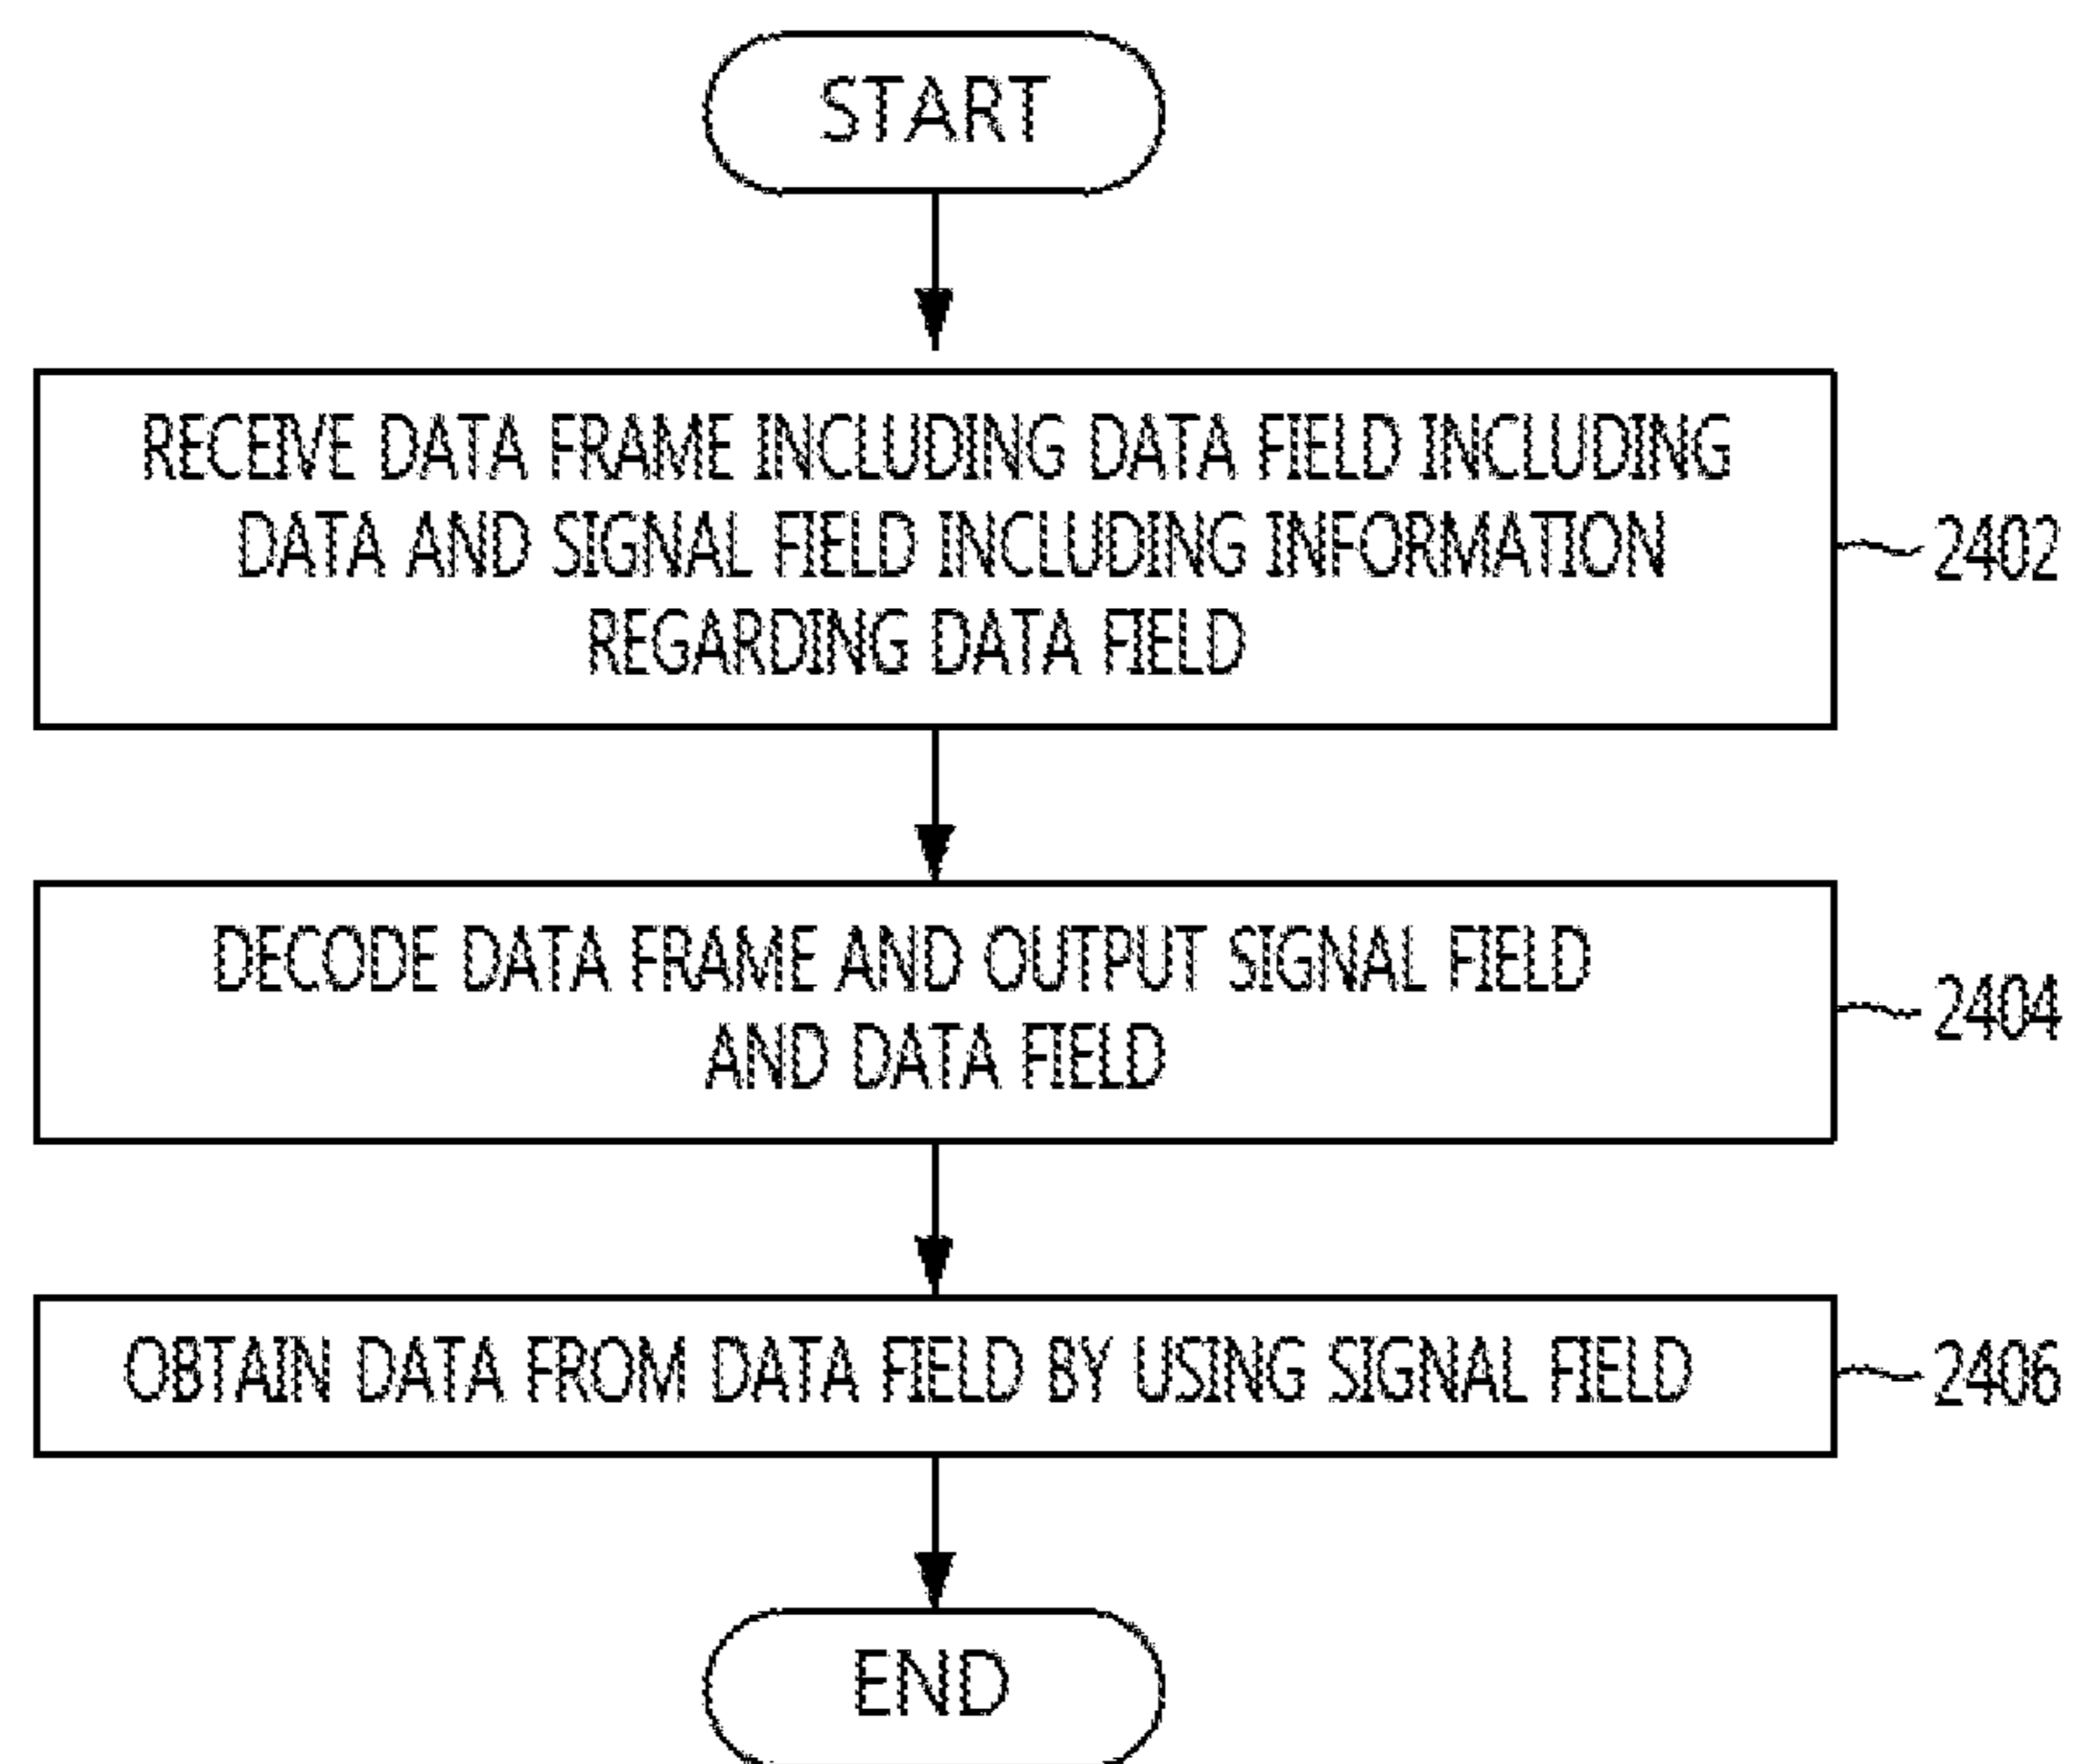 START
RECEIVE DATA FRAME INCLUDING DATA FIELD INCLUDING
DATA AND SIGNAL FIELD INCLUDING INFORMATION
REGARDING DATA FIELD
2402
DECODE DATA FRAME AND OUTPUT SIGNAL FIELD
AND DATA FIELD
2404
OBTAIN DATA FROM DATA FIELD BY USING SIGNAL FIELD
2406
END